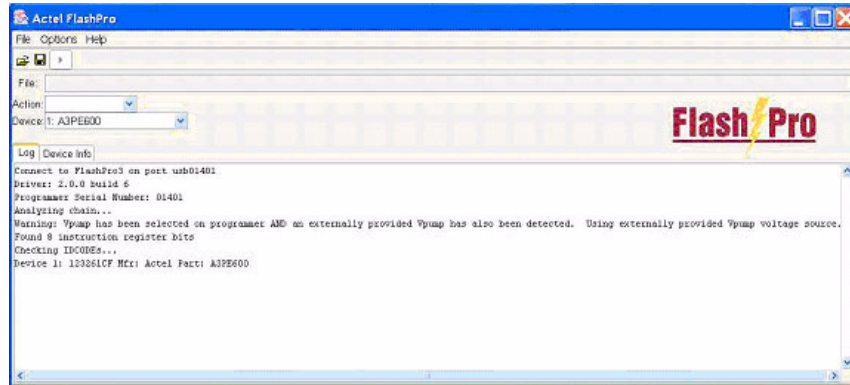 Actel FlashPro
File Options Help
File:
Action:
Device: 1: A3PE600
Flash Pro
Log Device Info
Connect to FlashPro3 on port usb01401
Driver: 2.0.0 build 6
Programmer Serial Number: 01401
Analyzing chain...
Warning: Vpump has been selected on programmer AND an externally provided Vpump has also been detected. Using externally provided Vpump voltage source.
Found 8 instruction register bits
Checking IDCODEs...
Device 1: 123261CF Mfr: Actel Part: A3PE600